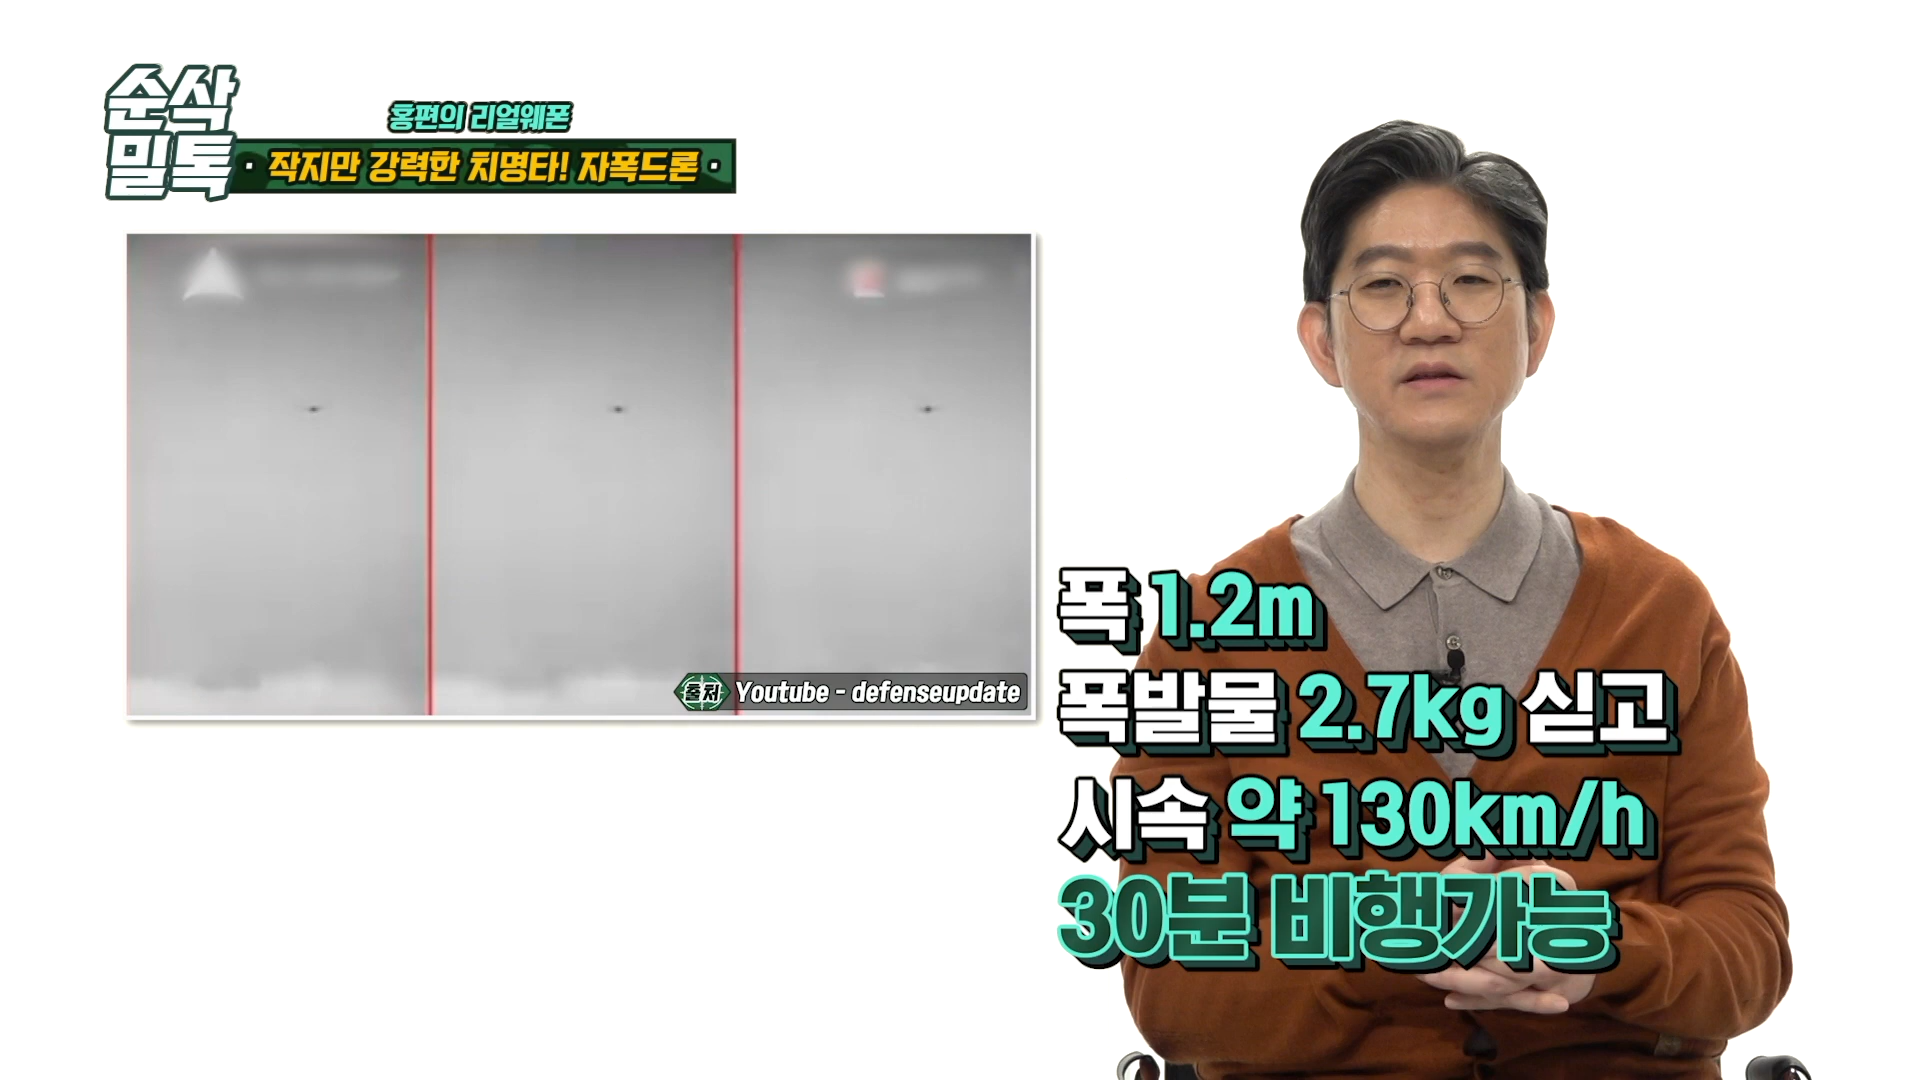 순삭
밀톡
홍편의 리얼웨폰
· 작지만 강력한 치명타! 자폭드론 ·
출처 Youtube - defenseupdate
폭 1.2m
폭발물 2.7kg 싣고
시속 약 130km/h
30분 비행가능